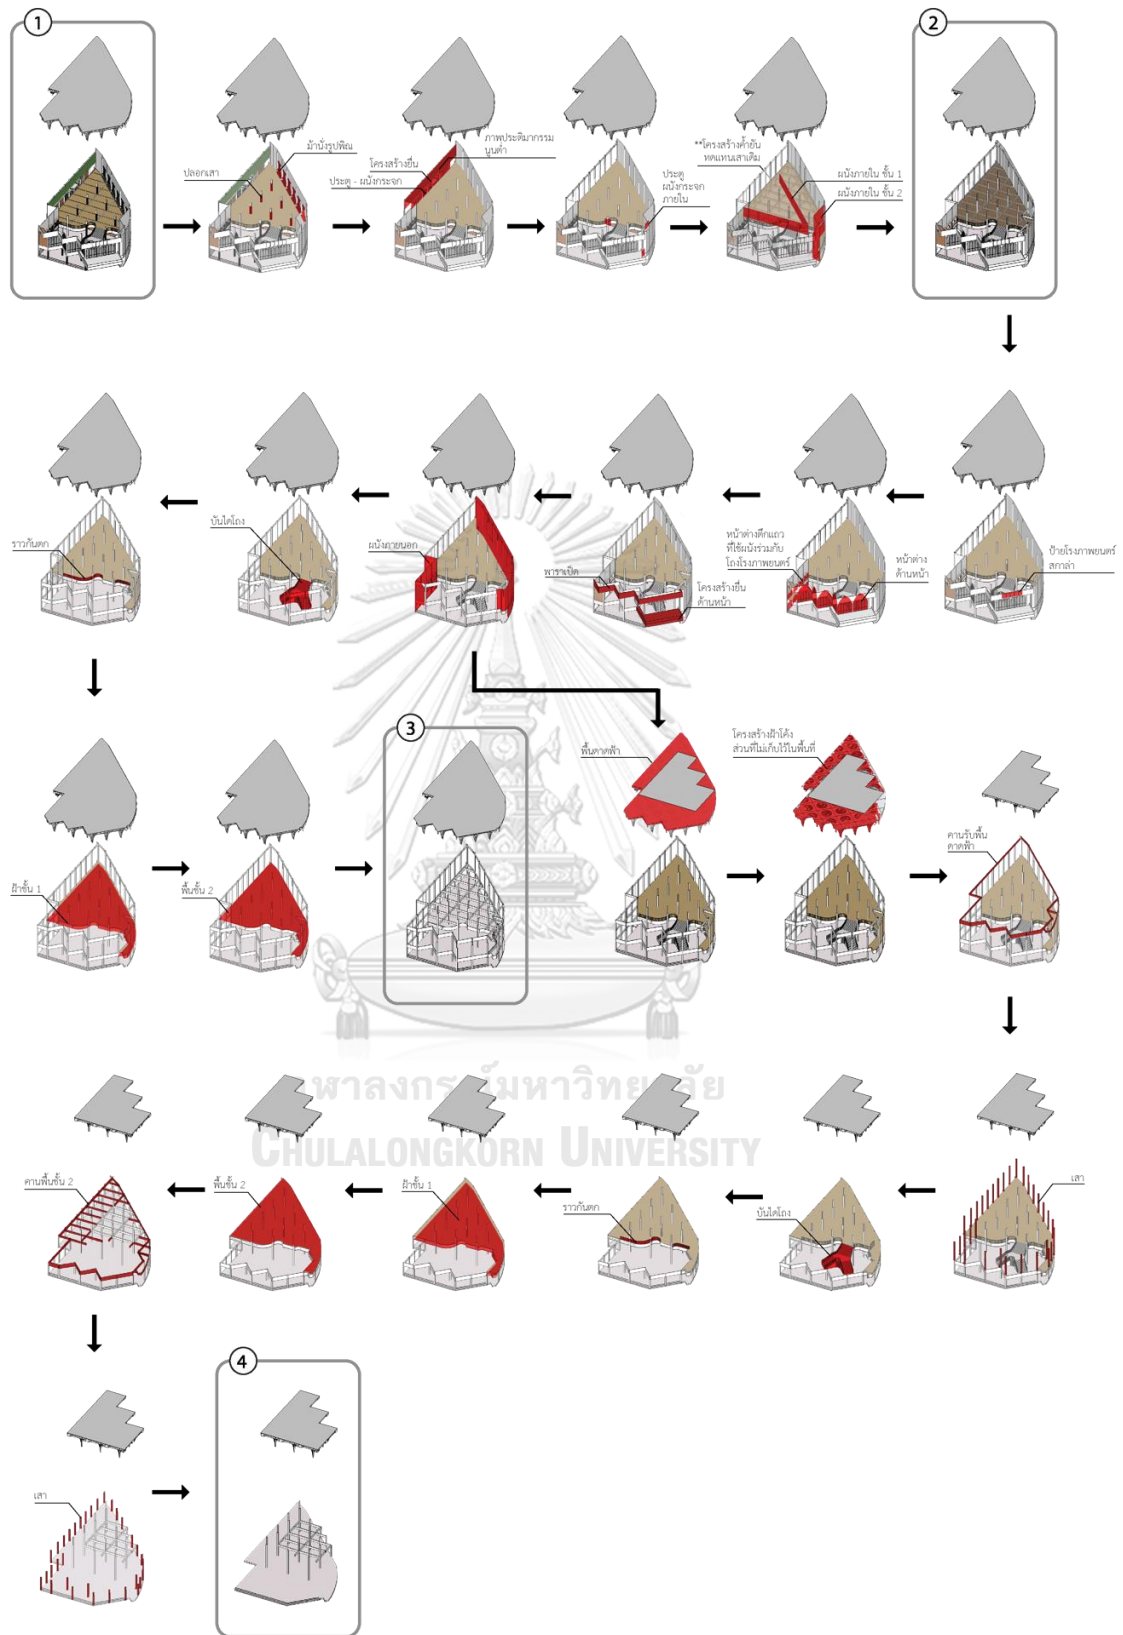 1
2
ม้านั่งรูปพิณ
ปลอกเสา
ภาพประติมากรรม
นูนต่ำ
โครงสร้างยื่น
ประตู - ผนังกระจก
ประตู
ผนังกระจก
ภายใน
**โครงสร้างค้ำยัน
ทดแทนเสาเดิม
ผนังภายใน ชั้น 1
ผนังภายใน ชั้น 2
ราวกันตก
บันไดโถง
ผนังภายนอก
พาราเป็ด
โครงสร้างยื่น
ด้านหน้า
หน้าต่างตึกแถว
ที่ใช้ผนังร่วมกับ
โถงโรงภาพยนตร์
หน้าต่าง
ด้านหน้า
ป้ายโรงภาพยนตร์
สกาล่า
3
ฝ้าชั้น 1
พื้นชั้น 2
พื้นดาดฟ้า
โครงสร้างฝ้าโค้ง
ส่วนที่ไม่เก็บไว้ในพื้นที่
คานรับพื้น
ดาดฟ้า
จุฬาลงกรณ์มหาวิทยาลัย
CHULALONGKORN UNIVERSITY
คานพื้นชั้น 2
พื้นชั้น 2
ฝ้าชั้น 1
ราวกันตก
บันไดโถง
เสา
4
เสา